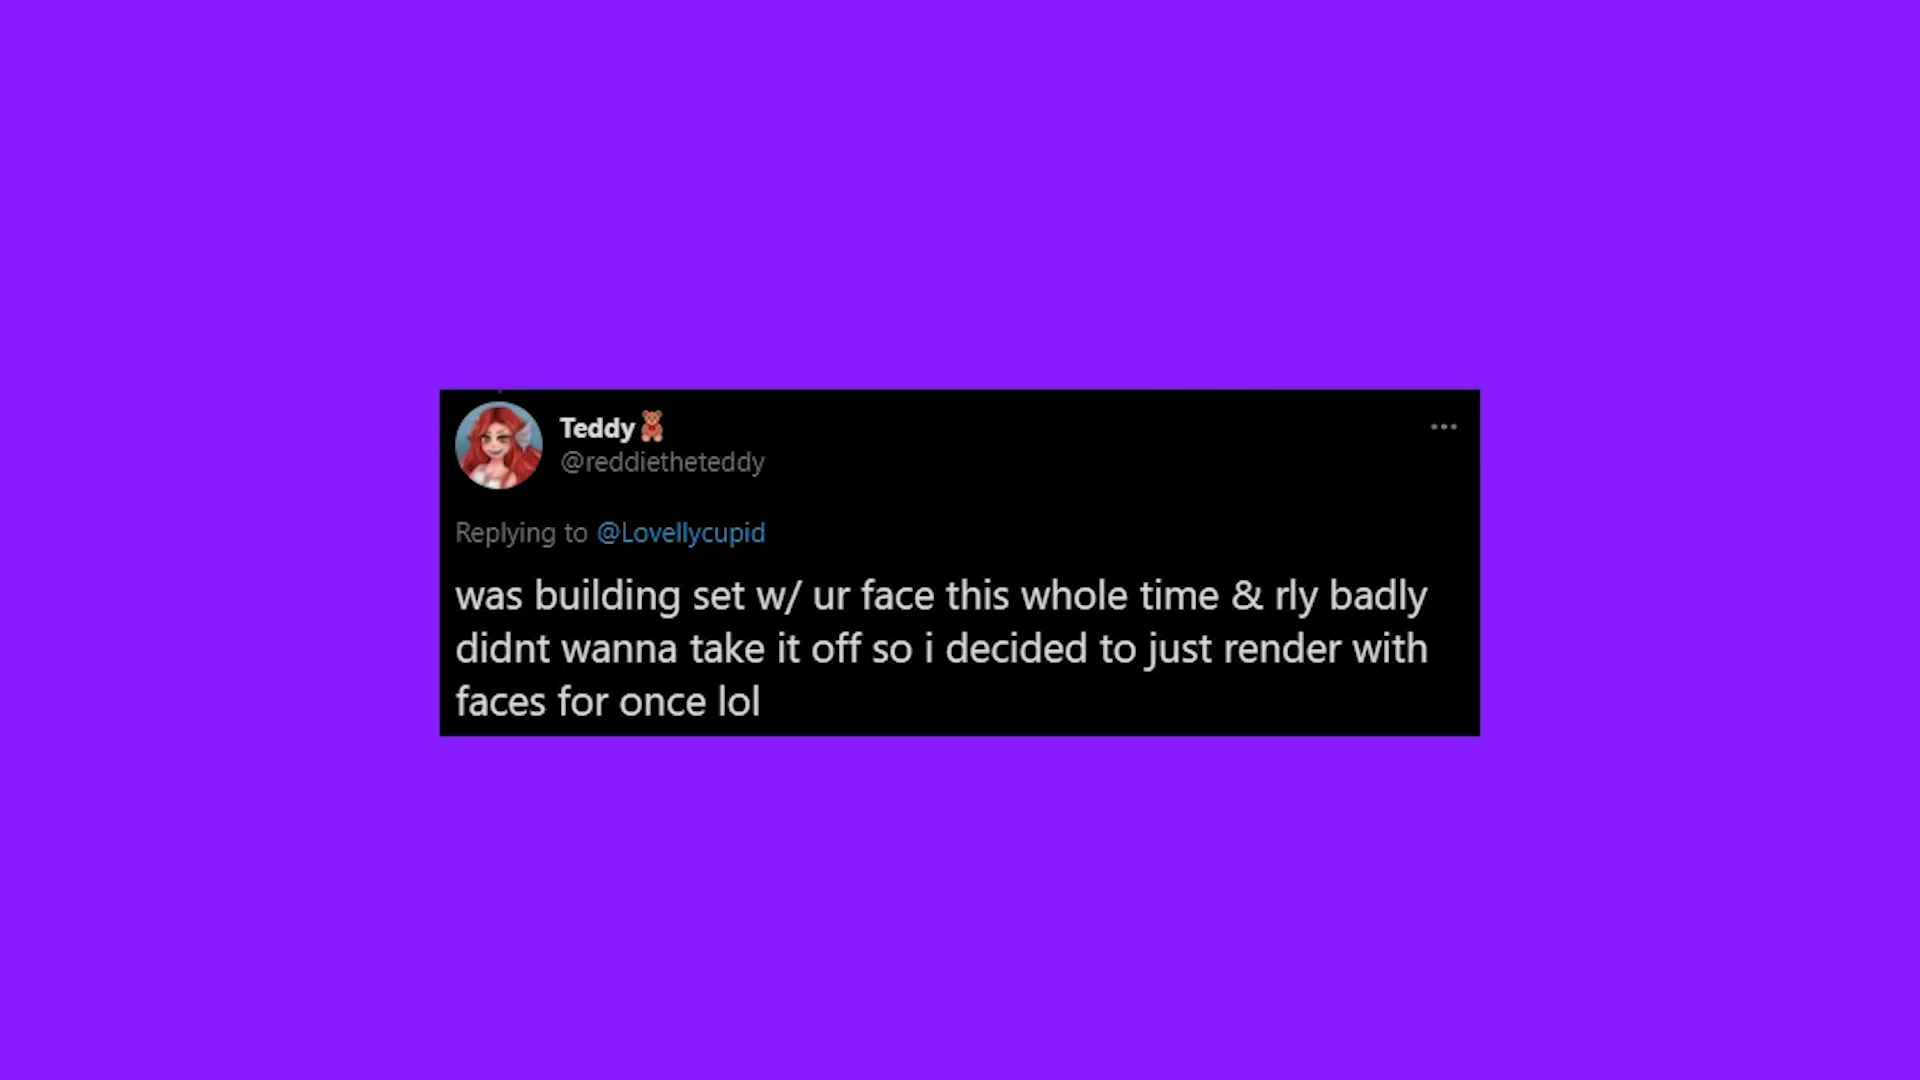 Teddy🧸
@reddietheteddy
Replying to @Lovellycupid
was building set w/ ur face this whole time & rly badly
didnt wanna take it off so i decided to just render with
faces for once lol